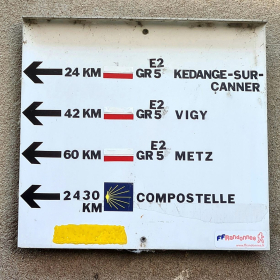 E2
24 KM GR5 KEDANGE-SUR-
CANNER
E2
42 KM GR5 VIGY
E2
60 KM GR5 METZ
2430 COMPOSTELLE
KM
FFRandonnée